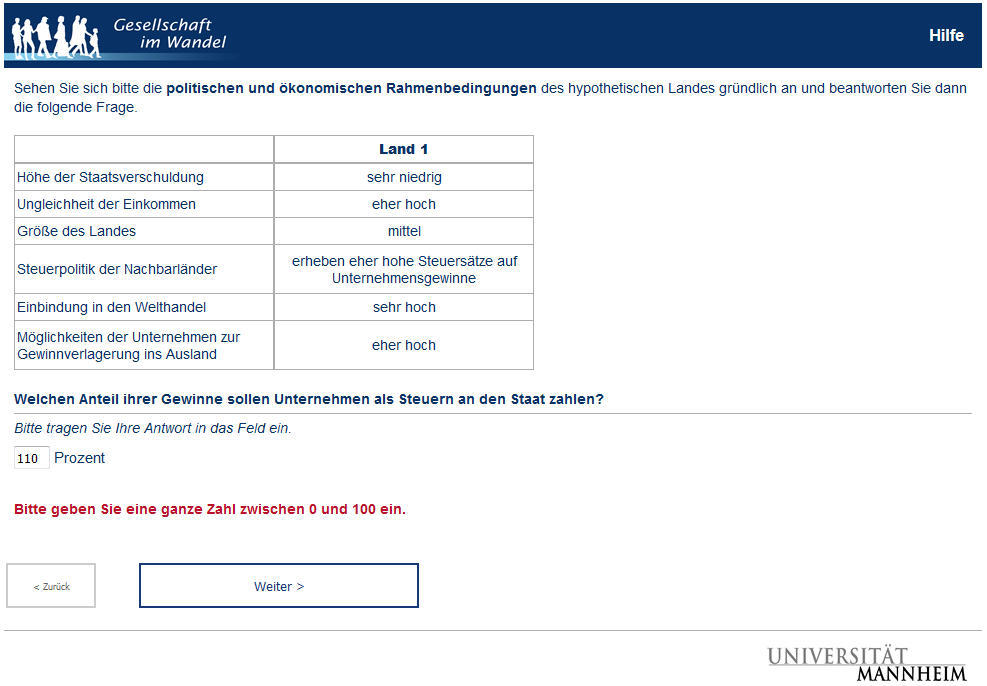 Gesellschaft
im Wandel
Hilfe
Sehen Sie sich bitte die politischen und ökonomischen Rahmenbedingungen des hypothetischen Landes gründlich an und beantworten Sie dann
die folgende Frage.
Land 1
Höhe der Staatsverschuldung sehr niedrig
Ungleichheit der Einkommen eher hoch
Größe des Landes mittel
Steuerpolitik der Nachbarländer erheben eher hohe Steuersätze auf
Unternehmensgewinne
Einbindung in den Welthandel sehr hoch
Möglichkeiten der Unternehmen zur
Gewinnverlagerung ins Ausland eher hoch
Welchen Anteil ihrer Gewinne sollen Unternehmen als Steuern an den Staat zahlen?
Bitte tragen Sie Ihre Antwort in das Feld ein.
110 Prozent
Bitte geben Sie eine ganze Zahl zwischen 0 und 100 ein.
< Zurück Weiter >
UNIVERSITÄT
MANNHEIM